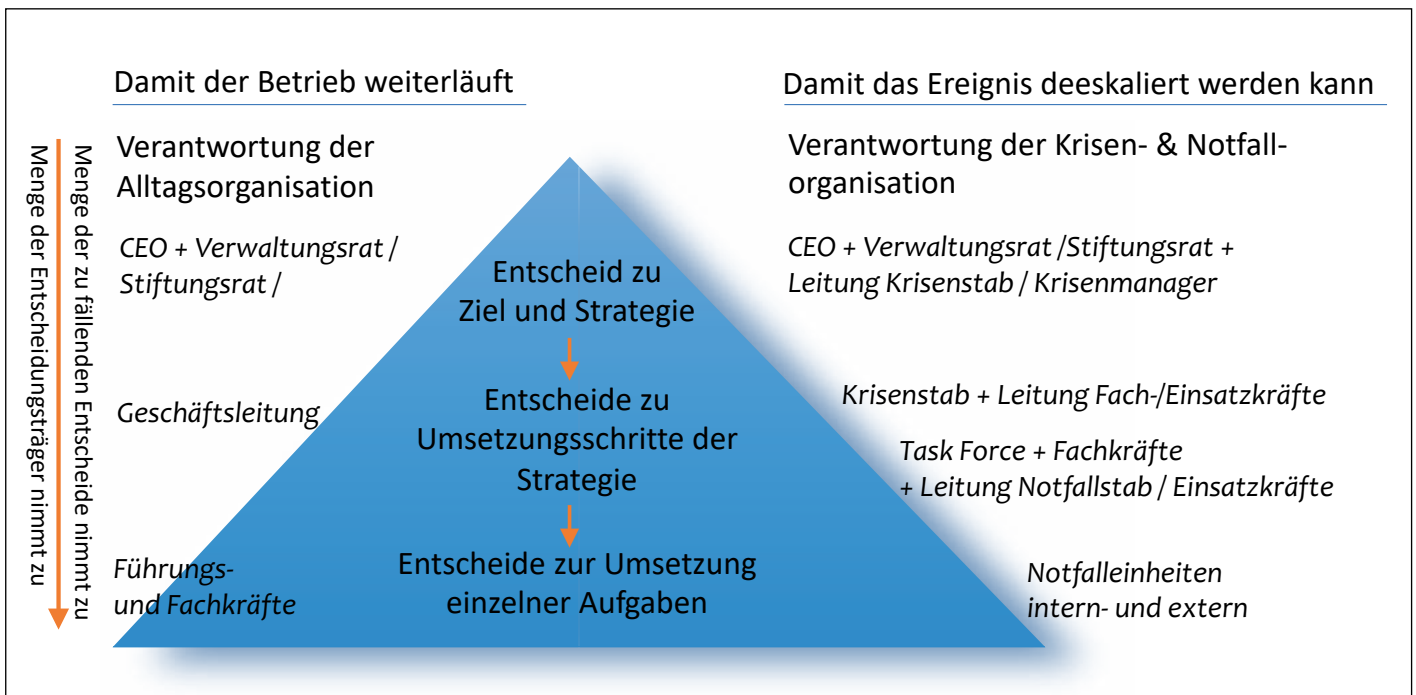 Damit der Betrieb weiterläuft
Damit das Ereignis deeskaliert werden kann
Menge der zu fällenden Entscheide nimmt zu
Menge der Entscheidungsträger nimmt zu
Verantwortung der
Alltagsorganisation
CEO + Verwaltungsrat /
Stiftungsrat /
Geschäftsleitung
Führungs-
und Fachkräfte
Entscheid zu
Ziel und Strategie
Entscheide zu
Umsetzungsschritte der
Strategie
Entscheide zur Umsetzung
einzelner Aufgaben
Verantwortung der Krisen- & Notfall-
organisation
CEO + Verwaltungsrat /Stiftungsrat +
Leitung Krisenstab / Krisenmanager
Krisenstab + Leitung Fach-/Einsatzkräfte
Task Force + Fachkräfte
+ Leitung Notfallstab / Einsatzkräfte
Notfalleinheiten
intern- und extern